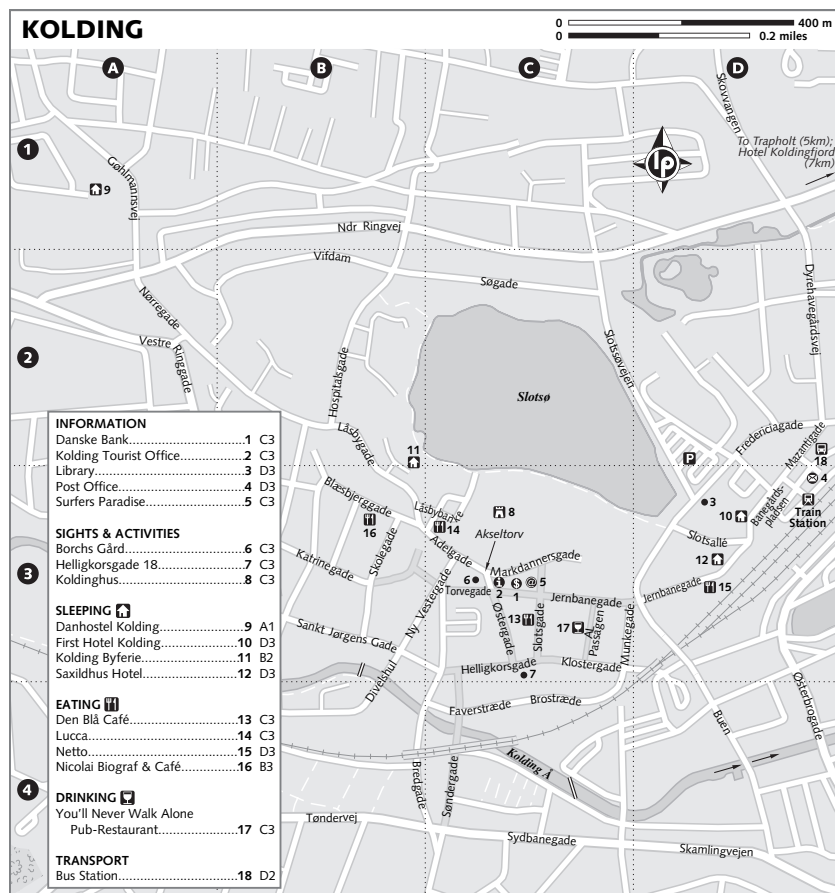 KOLDING
0 400 m
0 0.2 miles
A
B
C
D
1
2
3
4
To Trapholt (5km);
Hotel Koldingfjord
(7km)
lp
Skovvangen
Gøhlmannsvej
9
Ndr Ringvej
Vifdam
Søgade
Nørregade
Vestre Ringgade
Hospitalsgade
Slotssøvejen
Dyrehavegårdsvej
Slotsø
Låsbygade
11
Fredericiagade
Mazantigade
P
18
4
3
Banegårds-
pladsen
Train
Station
10
Blæsbjerggade
16
Låsbybanke
14
8
Akseltorv
Slotsallé
12
Katrinegade
Skolegade
Adelgade
Markdannersgade
6
2
1
@ 5
Torvegade
Jernbanegade
Jernbanegade
15
Ny Vestergade
Østergade
13
Slotsgade
17
Al
Passagen
Munkegade
Sankt Jørgens Gade
Divelshul
Helligkorsgade
7
Klostergade
Faverstræde
Brostræde
Buen
Østerbrogade
Kolding Å
Bredgade
Søndergade
Tøndervej
Sydbanegade
Skamlingvejen
INFORMATION
Danske Bank 1 C3
Kolding Tourist Office 2 C3
Library 3 D3
Post Office 4 D3
Surfers Paradise 5 C3
SIGHTS & ACTIVITIES
Borchs Gård 6 C3
Helligkorsgade 18 7 C3
Koldinghus 8 C3
SLEEPING
Danhostel Kolding 9 A1
First Hotel Kolding 10 D3
Kolding Byferie 11 B2
Saxildhus Hotel 12 D3
EATING
Den Blå Café 13 C3
Lucca 14 C3
Netto 15 D3
Nicolai Biograf & Café 16 B3
DRINKING
You'll Never Walk Alone
Pub-Restaurant 17 C3
TRANSPORT
Bus Station 18 D2